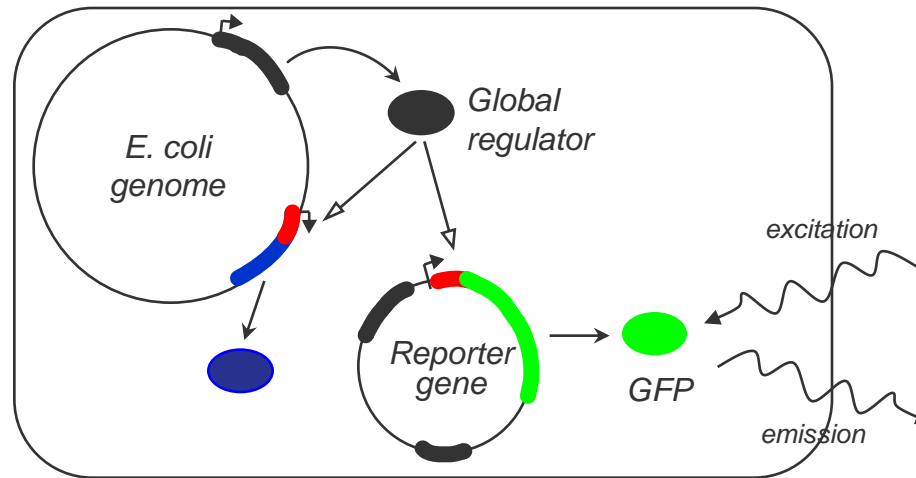 E. coli
genome
Global
regulator
excitation
Reporter
gene
GFP
emission